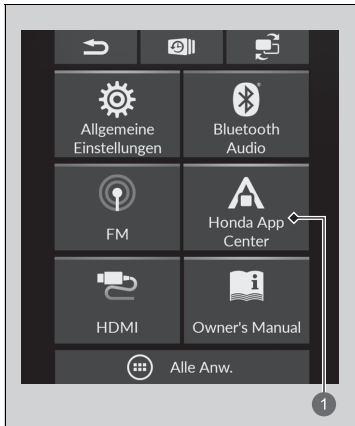 Allgemeine
Einstellungen
Bluetooth
Audio
FM
Honda App
Center
HDMI
Owner's Manual
Alle Anw.
1